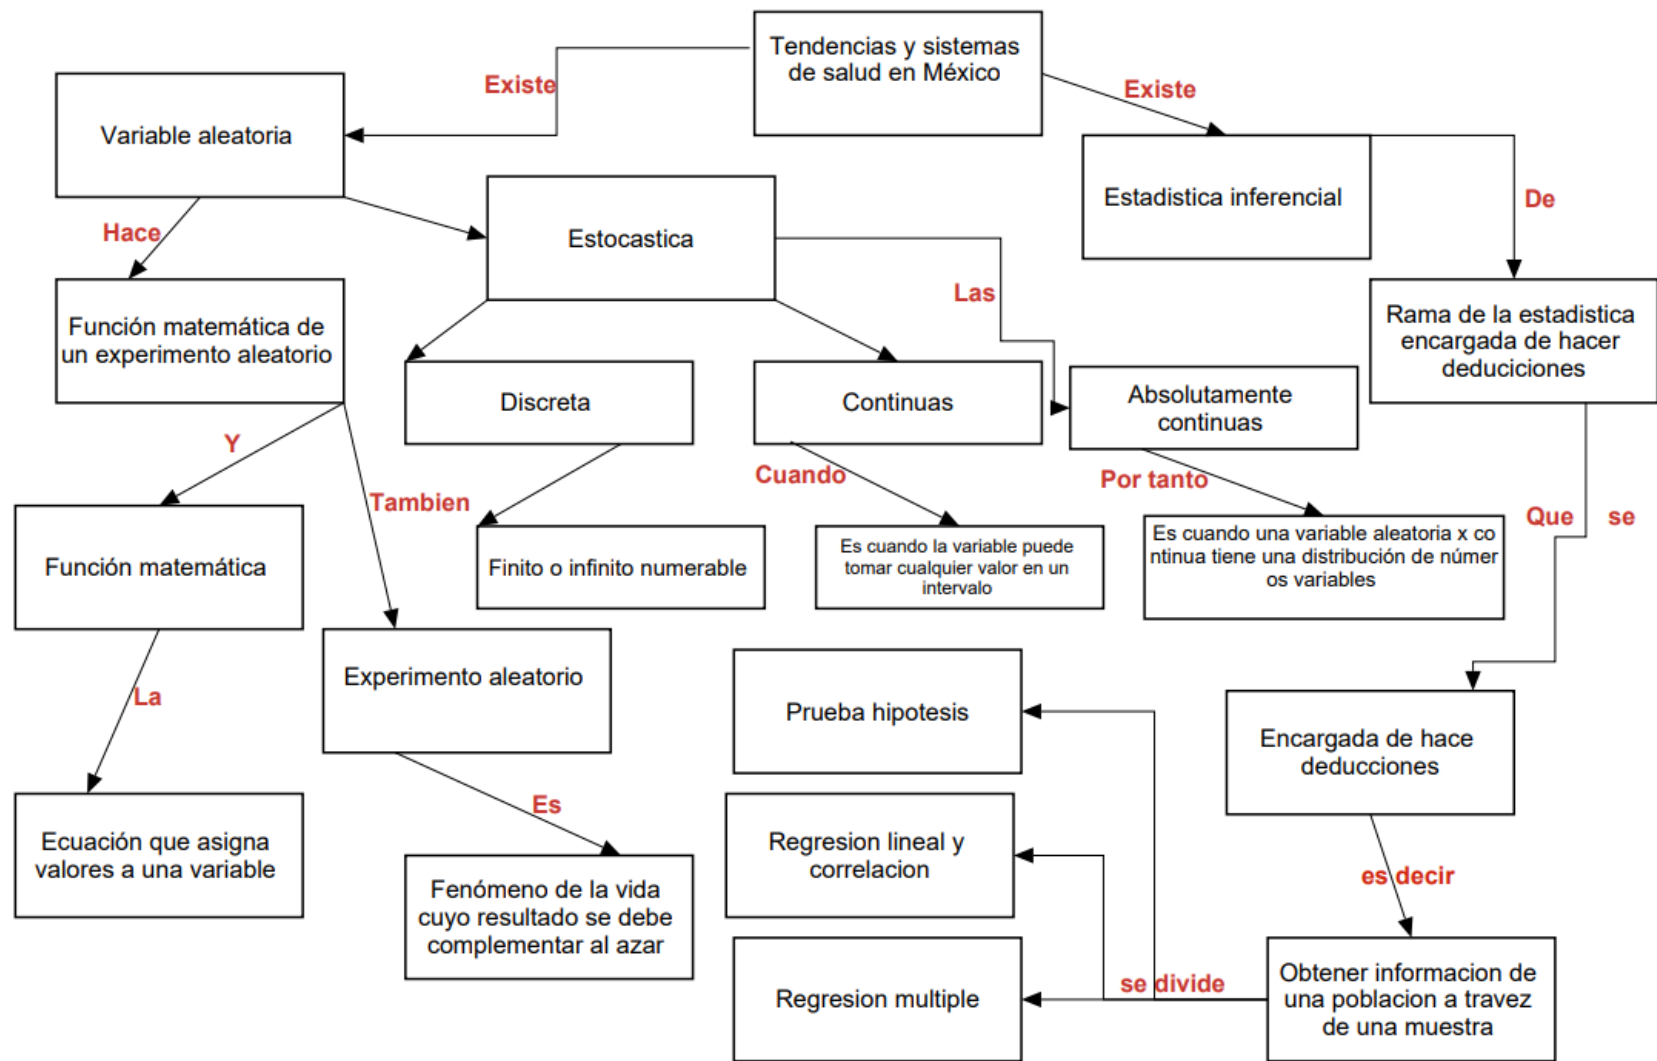 Tendencias y sistemas
de salud en México
Existe
Existe
Variable aleatoria
Estadistica inferencial
De
Hace
Estocastica
Las
Función matemática de
un experimento aleatorio
Rama de la estadistica
encargada de hacer
deduciciones
Discreta
Continuas
Absolutamente
continuas
Y
Tambien
Cuando
Por tanto
Que se
Función matemática
Finito o infinito numerable
Es cuando la variable puede
tomar cualquier valor en un
intervalo
Es cuando una variable aleatoria x co
ntinua tiene una distribución de númer
os variables
Experimento aleatorio
La
Prueba hipotesis
Encargada de hace
deducciones
Es
Ecuación que asigna
valores a una variable
Regresion lineal y
correlacion
es decir
Fenómeno de la vida
cuyo resultado se debe
complementar al azar
Regresion multiple
se divide
Obtener informacion de
una poblacion a travez
de una muestra